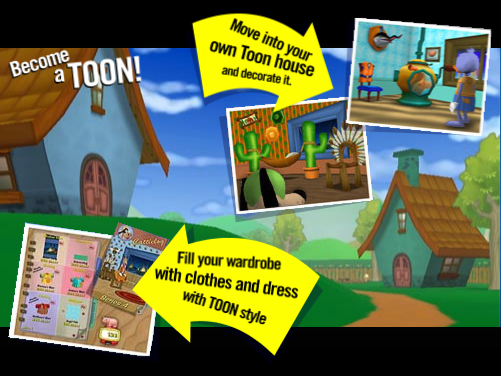 Become
a TOON!
Move into your
own Toon house
and decorate it.
Fill your wardrobe
with clothes and dress
with TOON style